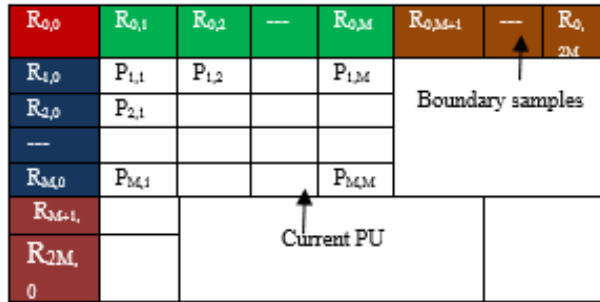 R0,0 R0,1 R0,2 --- R0,M R0,M+1 --- R0,
2M
R1,0 P1,1 P1,2 P1,M
Boundary samples
R2,0 P2,1
---
RM,0 PM,1 PM,M
RM+1,
Current PU
R2M,
0